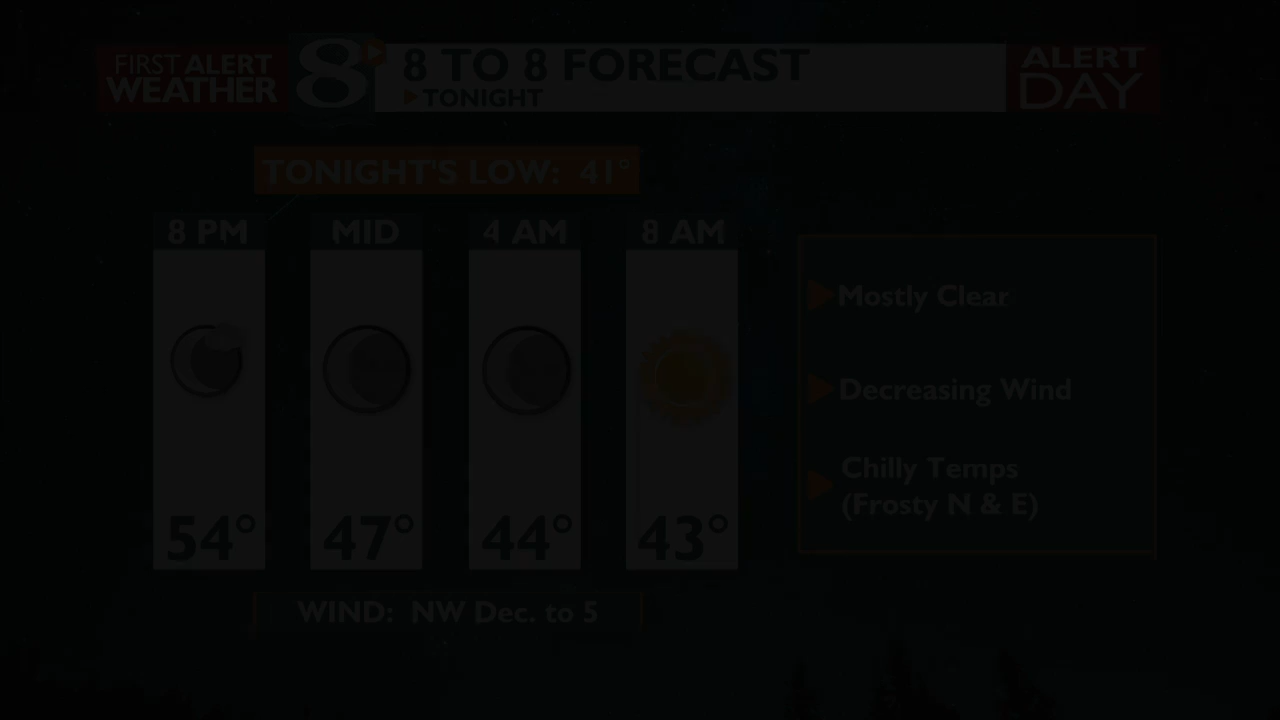 FIRST ALERT
WEATHER
8
8 TO 8 FORECAST
TONIGHT
ALERT
DAY
TONIGHT'S LOW: 41°
8 PM MID 4 AM 8 AM
54° 47° 44° 43°
Mostly Clear
Decreasing Wind
Chilly Temps
(Frosty N & E)
WIND: NW Dec. to 5